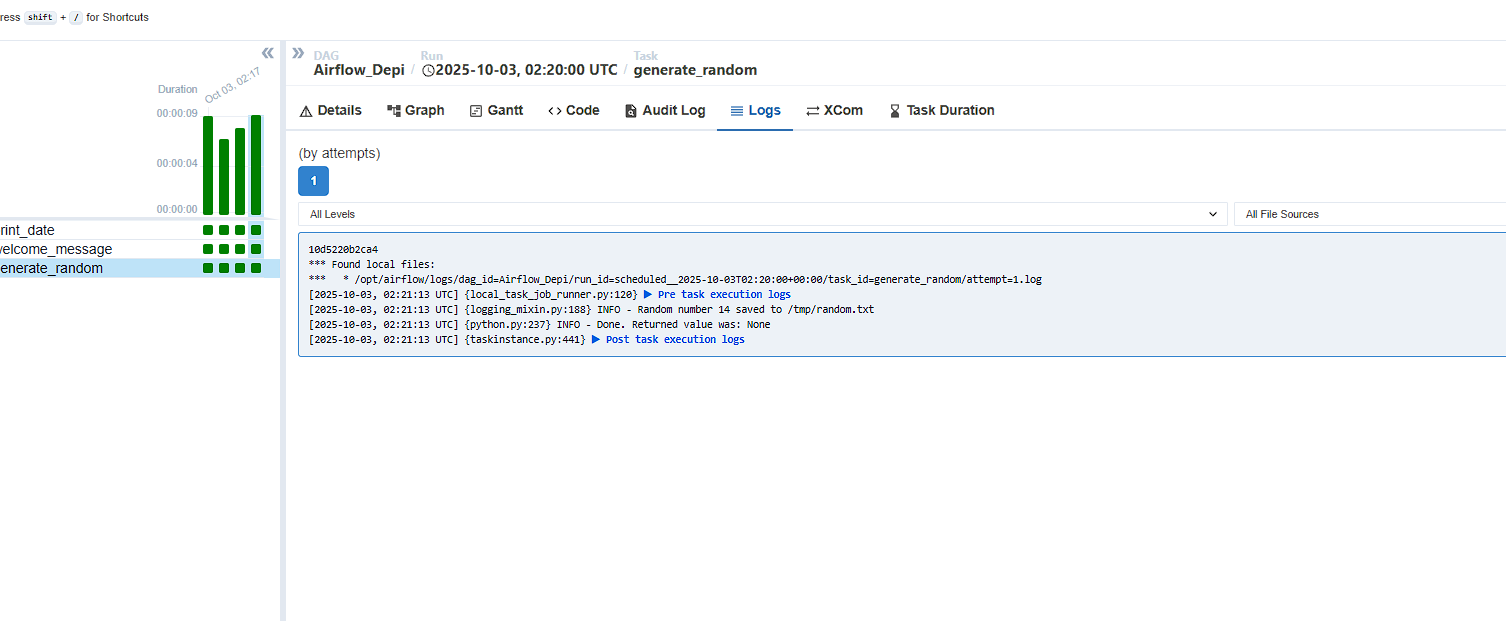 ress shift + / for Shortcuts
DAG
Airflow_Depi / Run 2025-10-03, 02:20:00 UTC / Task generate_random
Details Graph Gantt Code Audit Log Logs XCom Task Duration
Oct 03, 02:17
Duration
00:00:09
00:00:04
00:00:00
rint_date
elcome_message
enerate_random
(by attempts)
1
All Levels
All File Sources
10d5220b2ca4
*** Found local files:
***   * /opt/airflow/logs/dag_id=Airflow_Depi/run_id=scheduled__2025-10-03T02:20:00+00:00/task_id=generate_random/attempt=1.log
[2025-10-03, 02:21:13 UTC] {local_task_job_runner.py:120} ▶ Pre task execution logs
[2025-10-03, 02:21:13 UTC] {logging_mixin.py:188} INFO - Random number 14 saved to /tmp/random.txt
[2025-10-03, 02:21:13 UTC] {python.py:237} INFO - Done. Returned value was: None
[2025-10-03, 02:21:13 UTC] {taskinstance.py:441} ▶ Post task execution logs